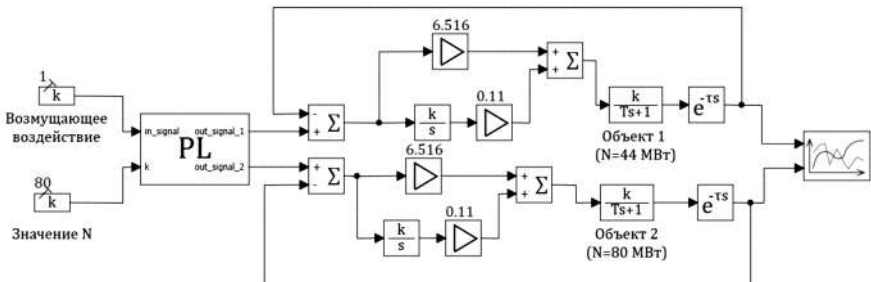 6.516
1
k
Возмущающее
воздействие
in_signal
out_signal_1
PL
k
out_signal_2
80
k
Значение N
-
+
Σ
k
s
0.11
+
+
Σ
k
Ts+1
e-τs
Объект 1
(N=44 МВт)
6.516
+
-
Σ
0.11
k
s
+
+
Σ
k
Ts+1
e-τs
Объект 2
(N=80 МВт)